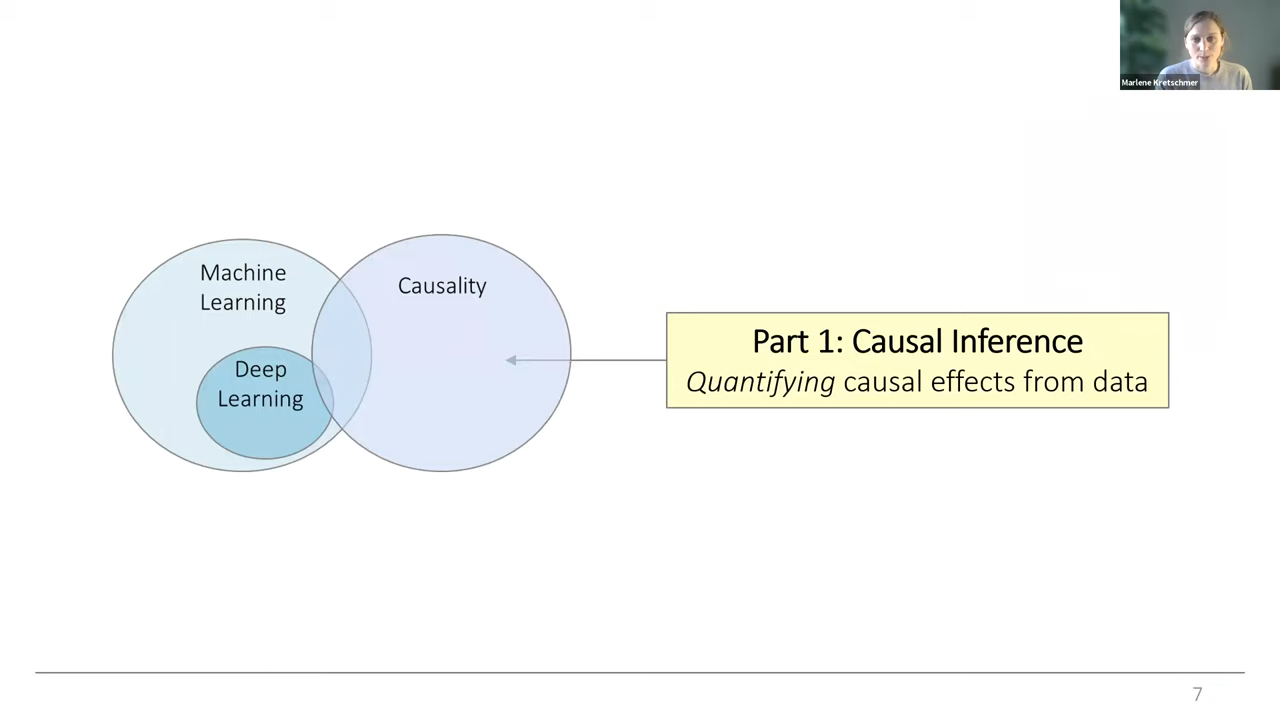 Marlene Kretschmer
Machine
Learning
Causality
Deep
Learning
Part 1: Causal Inference
Quantifying causal effects from data
7